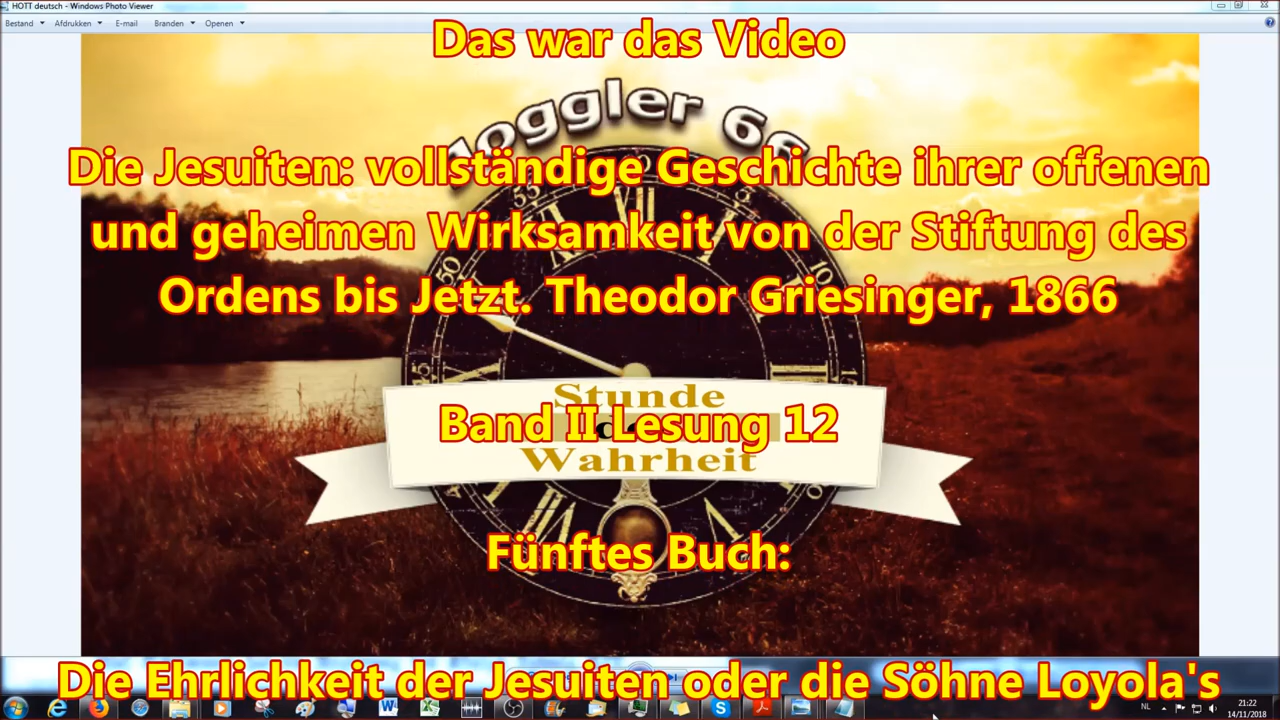 HOTT deutsch - Windows Photo Viewer
Bestand Afdrukken E-mail Branden Openen
Das war das Video
Joggler 66
Die Jesuiten: vollständige Geschichte ihrer offenen
und geheimen Wirksamkeit von der Stiftung des
Ordens bis Jetzt. Theodor Griesinger, 1866
Stunde
Band II Lesung 12
Wahrheit
Fünftes Buch:
Die Ehrlichkeit der Jesuiten oder die Söhne Loyola's
NL
21:22
14/11/2018